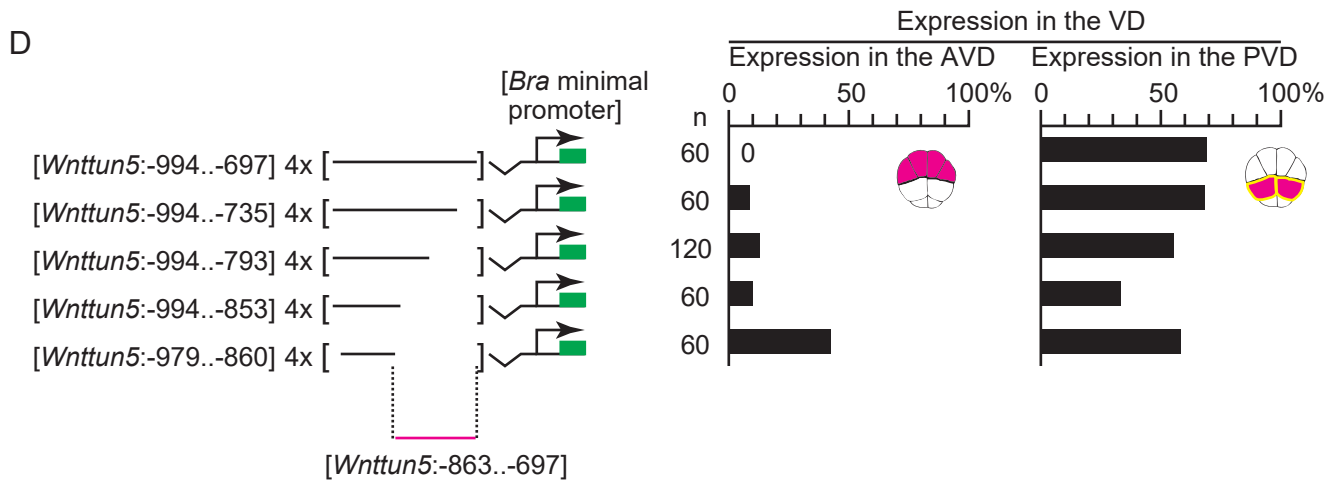 D
Expression in the VD
Expression in the AVD Expression in the PVD
[Bra minimal
promoter]
0 50 100% 0 50 100%
n
[Wnttun5:-994..-697] 4x [ ] 60 0
[Wnttun5:-994..-735] 4x [ ] 60
[Wnttun5:-994..-793] 4x [ ] 120
[Wnttun5:-994..-853] 4x [ ] 60
[Wnttun5:-979..-860] 4x [ ] 60
[Wnttun5:-863..-697]